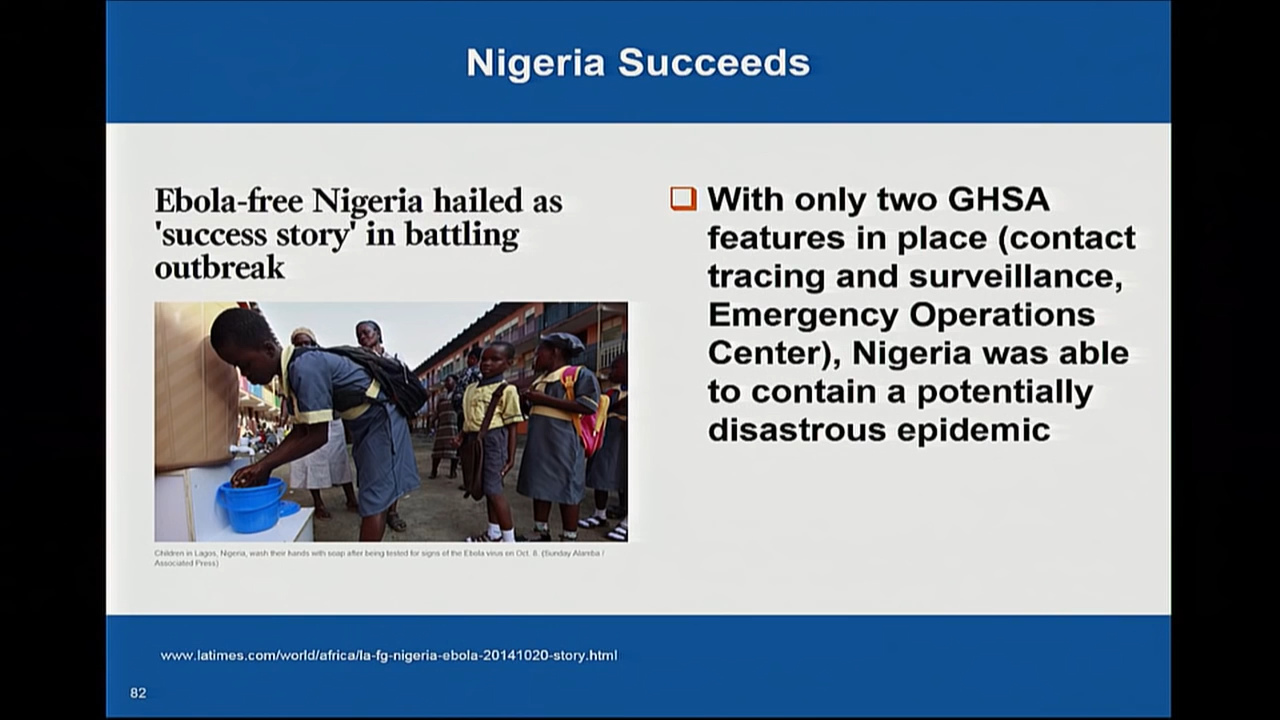 Nigeria Succeeds
Ebola-free Nigeria hailed as
'success story' in battling
outbreak
With only two GHSA
features in place (contact
tracing and surveillance,
Emergency Operations
Center), Nigeria was able
to contain a potentially
disastrous epidemic
Children in Lagos, Nigeria, wash their hands with soap after being tested for signs of the Ebola virus on Oct. 8. (Sunday Alamba /
Associated Press)
www.latimes.com/world/africa/la-fg-nigeria-ebola-20141020-story.html
82